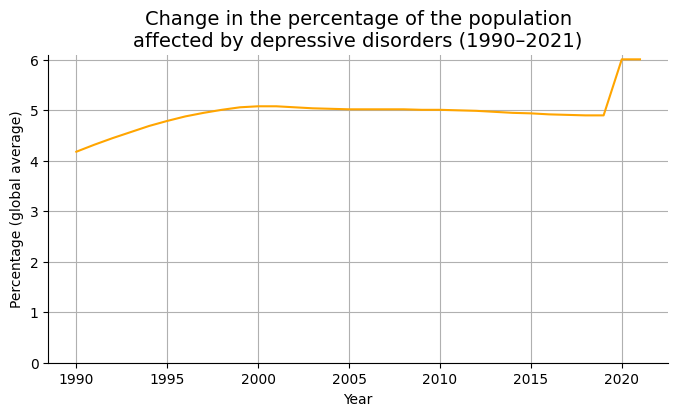 Change in the percentage of the population
affected by depressive disorders (1990–2021)
Percentage (global average)
6
5
4
3
2
1
0
1990 1995 2000 2005 2010 2015 2020
Year